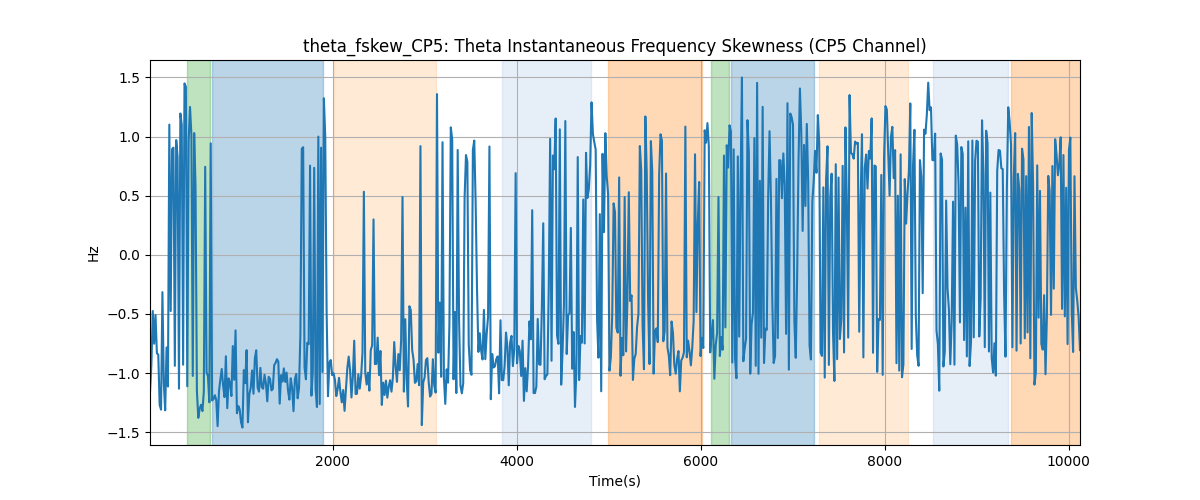 theta_fskew_CP5: Theta Instantaneous Frequency Skewness (CP5 Channel)
1.5
1.0
0.5
0.0
−0.5
−1.0
−1.5
Hz
2000 4000 6000 8000 10000
Time(s)